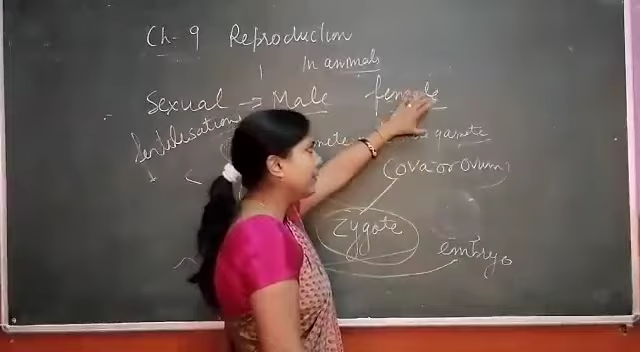 Ch- 9 Reproduction
In animals
Sexual → Male female
fertilisation
gamete
(ova or ovum)
zygote
embryo